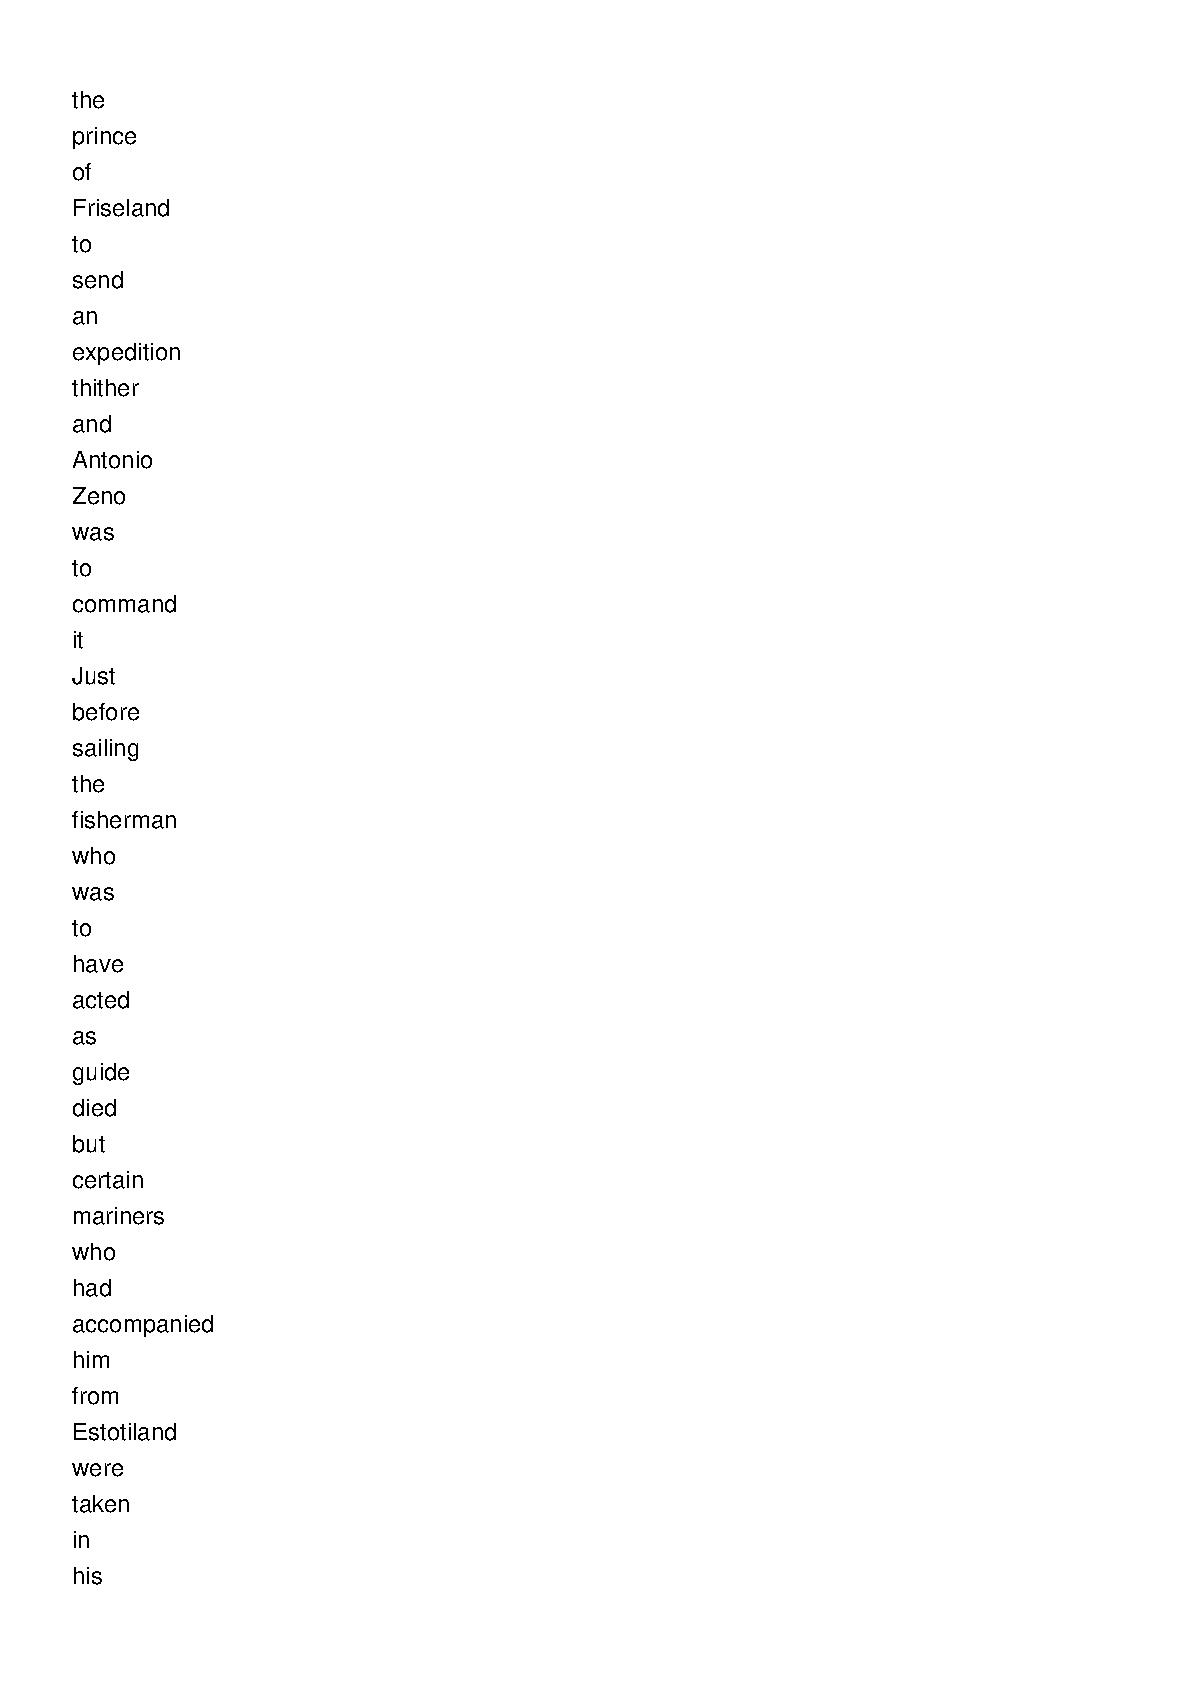 the
prince
of
Friseland
to
send
an
expedition
thither
and
Antonio
Zeno
was
to
command
it
Just
before
sailing
the
fisherman
who
was
to
have
acted
as
guide
died
but
certain
mariners
who
had
accompanied
him
from
Estotiland
were
taken
in
his